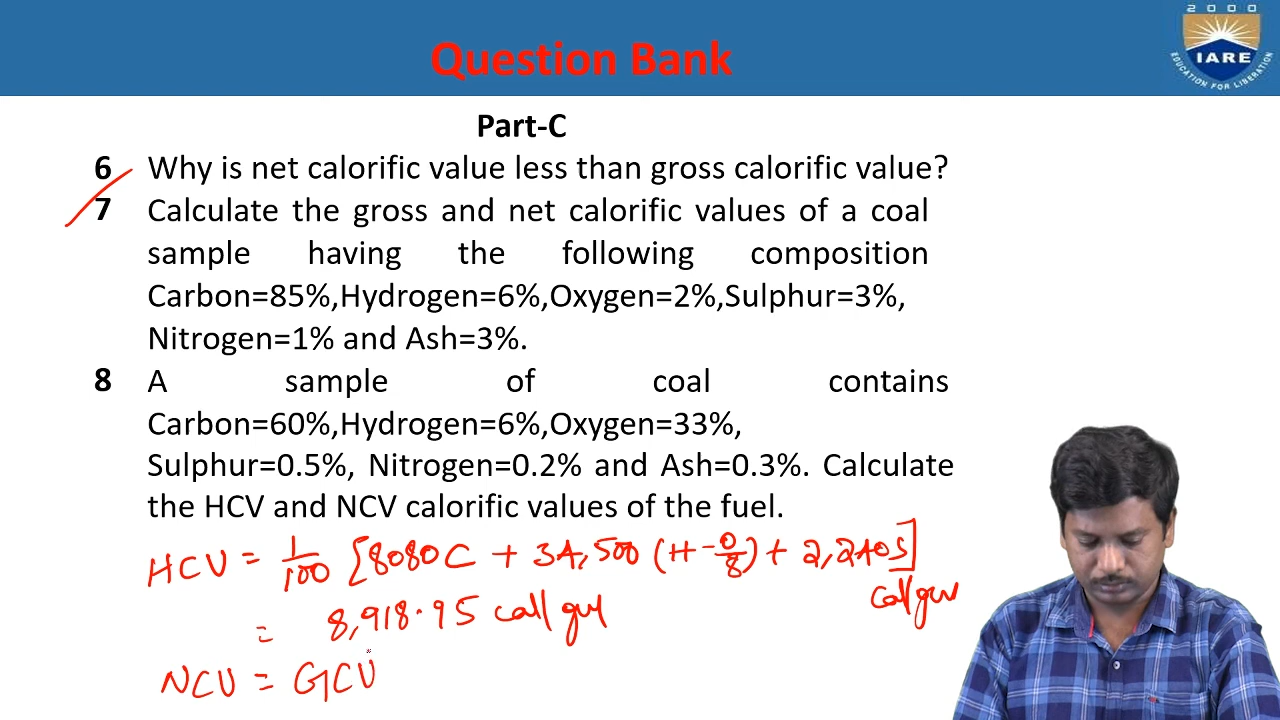 Question Bank
2000
IARE
EDUCATION FOR LIBERATION
Part-C
6 Why is net calorific value less than gross calorific value?
7 Calculate the gross and net calorific values of a coal
sample having the following composition
Carbon=85%,Hydrogen=6%,Oxygen=2%,Sulphur=3%,
Nitrogen=1% and Ash=3%.
8 A sample of coal contains
Carbon=60%,Hydrogen=6%,Oxygen=33%,
Sulphur=0.5%, Nitrogen=0.2% and Ash=0.3%. Calculate
the HCV and NCV calorific values of the fuel.
HCV = 1/100 [8080C + 34,500 (H - O/8) + 2,240S]
= 8,918.95 cal/
NCV = GCV